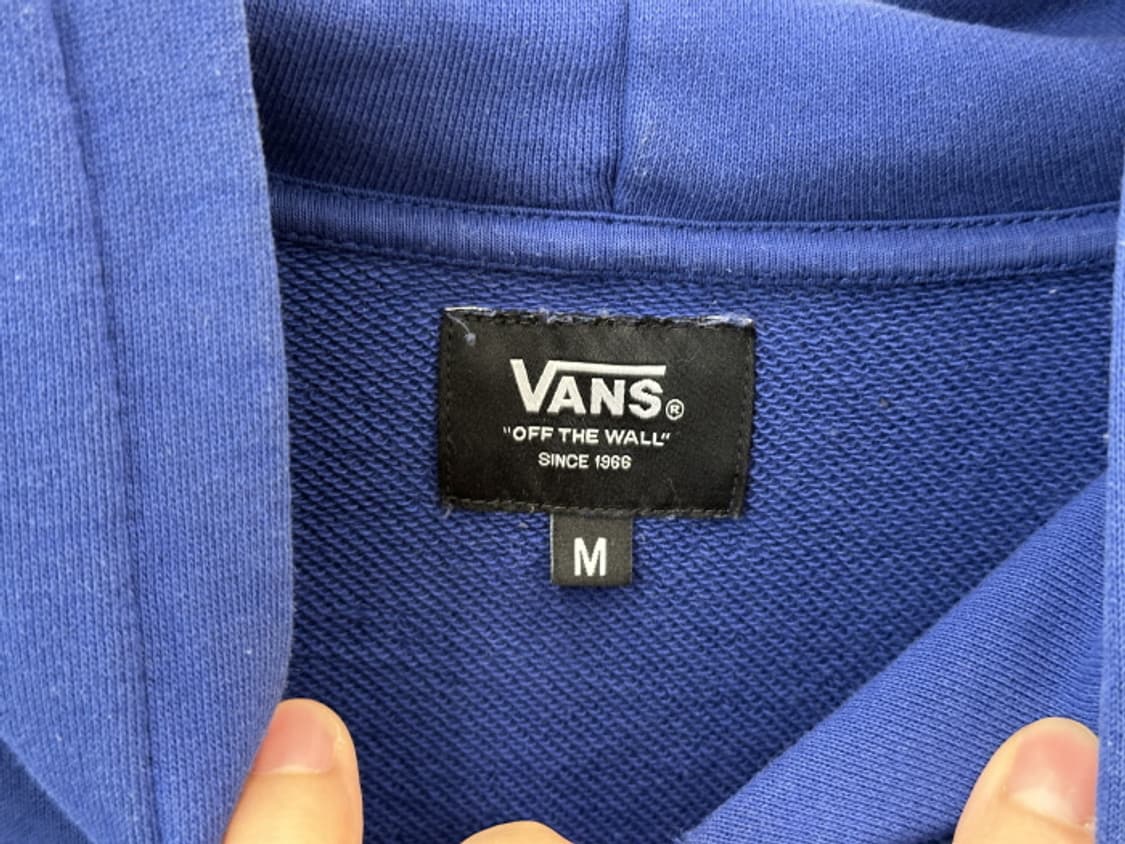 VANS®
"OFF THE WALL"
SINCE 1966
M